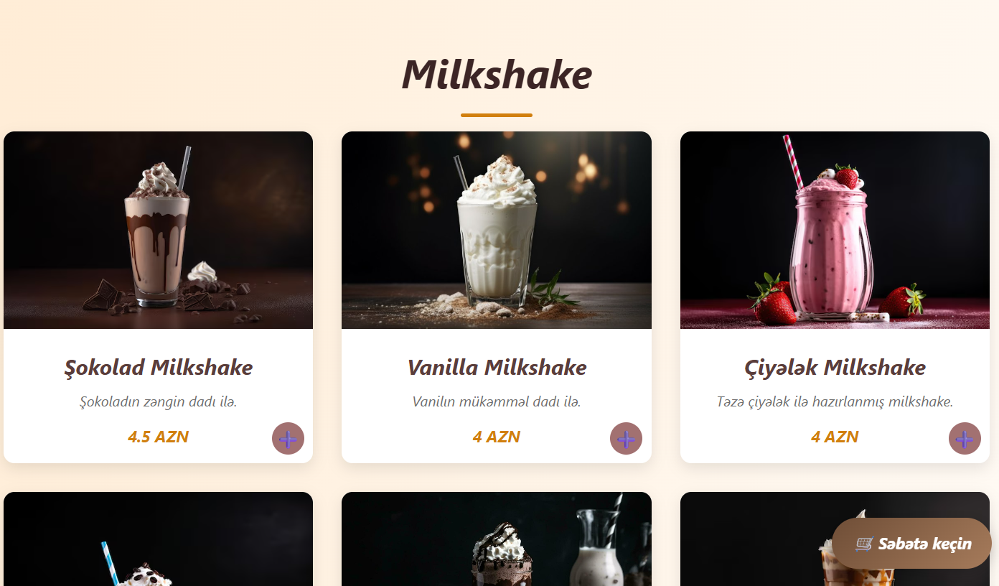 Milkshake
Şokolad Milkshake
Şokoladın zəngin dadı ilə.
4.5 AZN
Vanilla Milkshake
Vanilın mükəmməl dadı ilə.
4 AZN
Çiyələk Milkshake
Təzə çiyələk ilə hazırlanmış milkshake.
4 AZN
Səbətə keçin